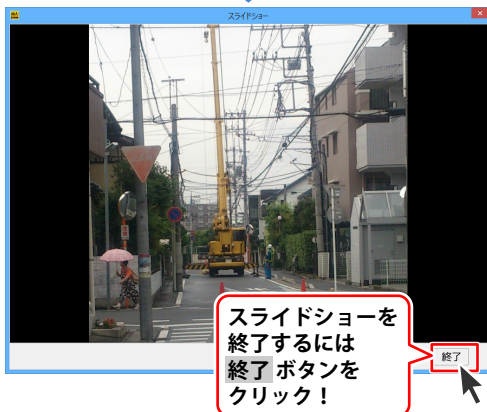 スライドショー
スライドショーを
終了するには
終了 ボタンを
クリック！
終了